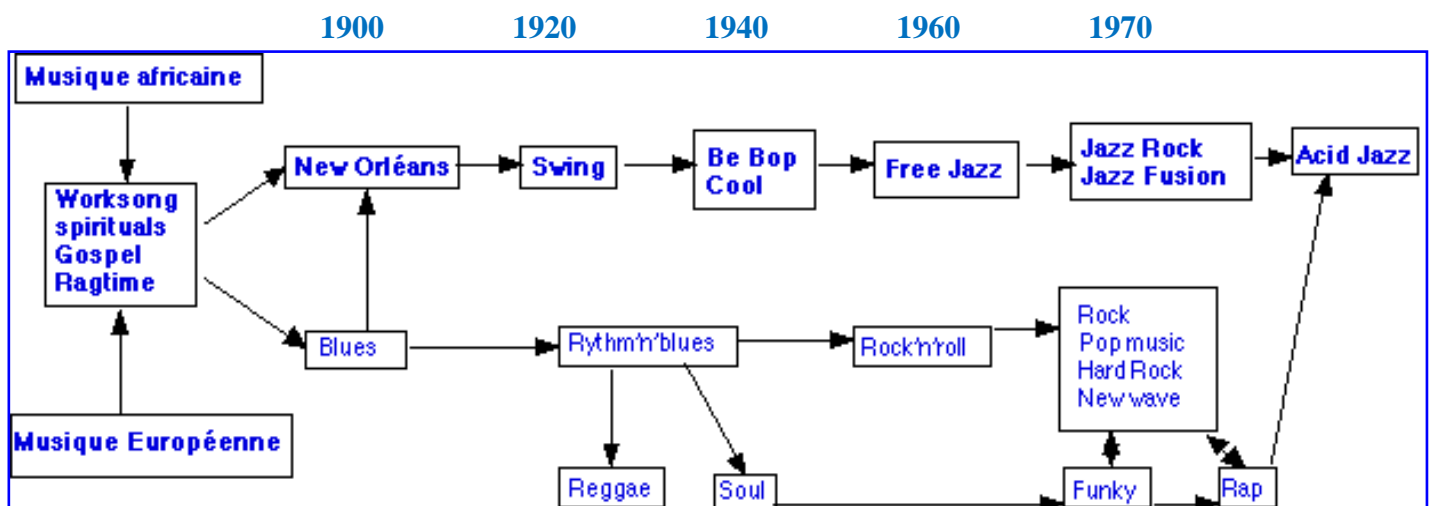 1900 1920 1940 1960 1970
Musique africaine
New Orléans
Swing
Be Bop
Cool
Free Jazz
Jazz Rock
Jazz Fusion
Acid Jazz
Worksong
spirituals
Gospel
Ragtime
Blues
Rythm'n'blues
Rock'n'roll
Rock
Pop music
Hard Rock
New wave
Musique Européenne
Reggae
Soul
Funky
Rap